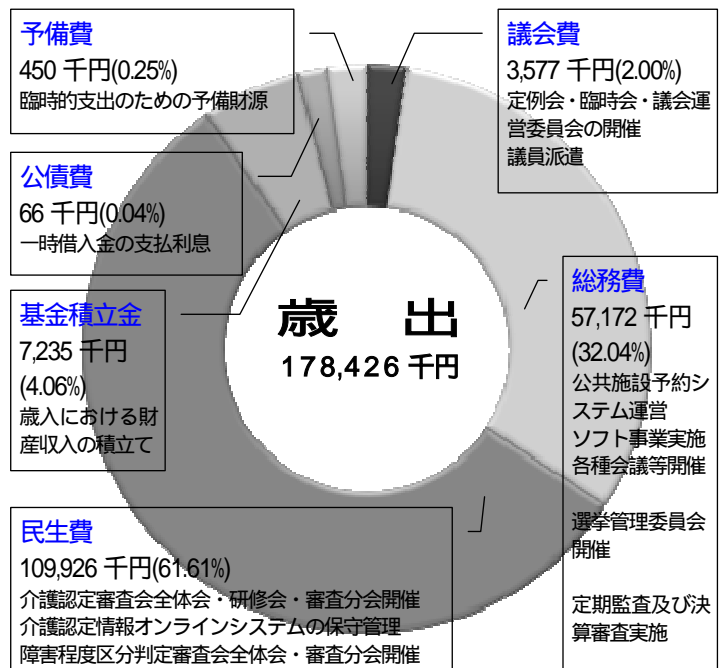 予備費
450 千円(0.25%)
臨時的支出のための予備財源
議会費
3,577 千円(2.00%)
定例会・臨時会・議会運
営委員会の開催
議員派遣
公債費
66 千円(0.04%)
一時借入金の支払利息
基金積立金
7,235 千円
(4.06%)
歳入における財
産収入の積立て
歳 出
178,426 千円
総務費
57,172 千円
(32.04%)
公共施設予約シ
ステム運営
ソフト事業実施
各種会議等開催
選挙管理委員会
開催
定期監査及び決
算審査実施
民生費
109,926 千円(61.61%)
介護認定審査会全体会・研修会・審査分会開催
介護認定情報オンラインシステムの保守管理
障害程度区分判定審査会全体会・審査分会開催